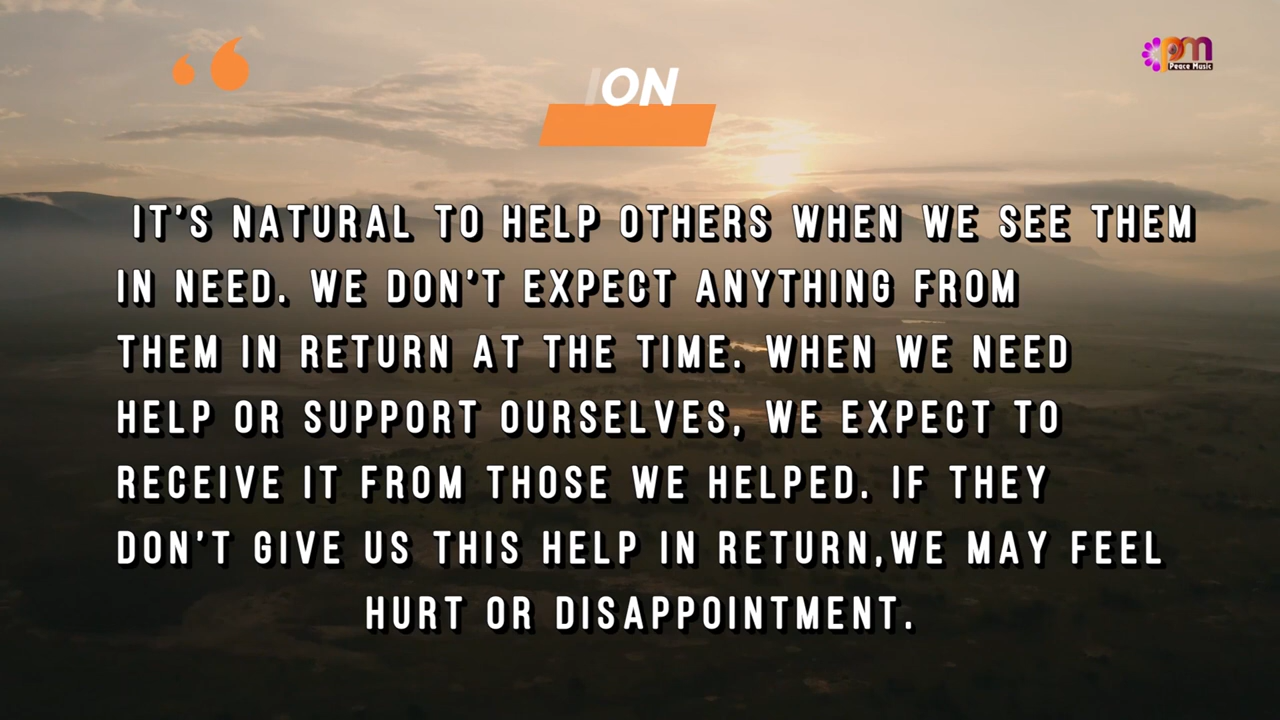 ION
pm
Peace Music
IT'S NATURAL TO HELP OTHERS WHEN WE SEE THEM
IN NEED. WE DON'T EXPECT ANYTHING FROM
THEM IN RETURN AT THE TIME. WHEN WE NEED
HELP OR SUPPORT OURSELVES, WE EXPECT TO
RECEIVE IT FROM THOSE WE HELPED. IF THEY
DON'T GIVE US THIS HELP IN RETURN,WE MAY FEEL
HURT OR DISAPPOINTMENT.